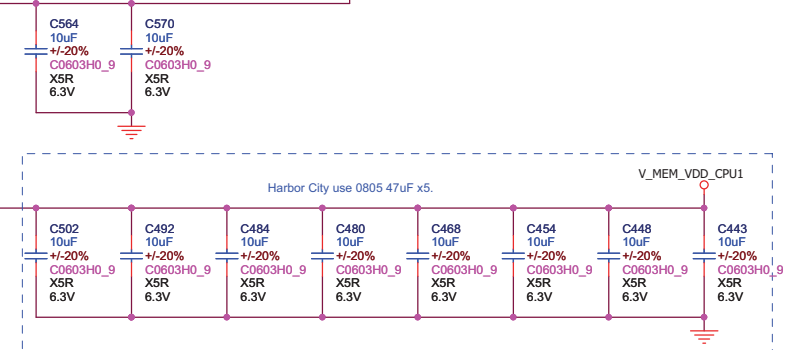 C564
10uF
+/-20%
C0603H0_9
X5R
6.3V
C570
10uF
+/-20%
C0603H0_9
X5R
6.3V
Harbor City use 0805 47uF x5.
V_MEM_VDD_CPU1
C502
10uF
+/-20%
C0603H0_9
X5R
6.3V
C492
10uF
+/-20%
C0603H0_9
X5R
6.3V
C484
10uF
+/-20%
C0603H0_9
X5R
6.3V
C480
10uF
+/-20%
C0603H0_9
X5R
6.3V
C468
10uF
+/-20%
C0603H0_9
X5R
6.3V
C454
10uF
+/-20%
C0603H0_9
X5R
6.3V
C448
10uF
+/-20%
C0603H0_9
X5R
6.3V
C443
10uF
+/-20%
C0603H0_9
X5R
6.3V